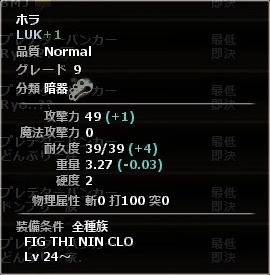 ホラ
LUK+1
品質 Normal
グレード 9
分類 暗器
攻撃力 49 (+1)
魔法攻撃力 0
耐久度 39/39 (+4)
重量 3.27 (-0.03)
硬度 2
物理属性 斬0 打100 突0
装備条件 全種族
FIG THI NIN CLO
Lv 24～